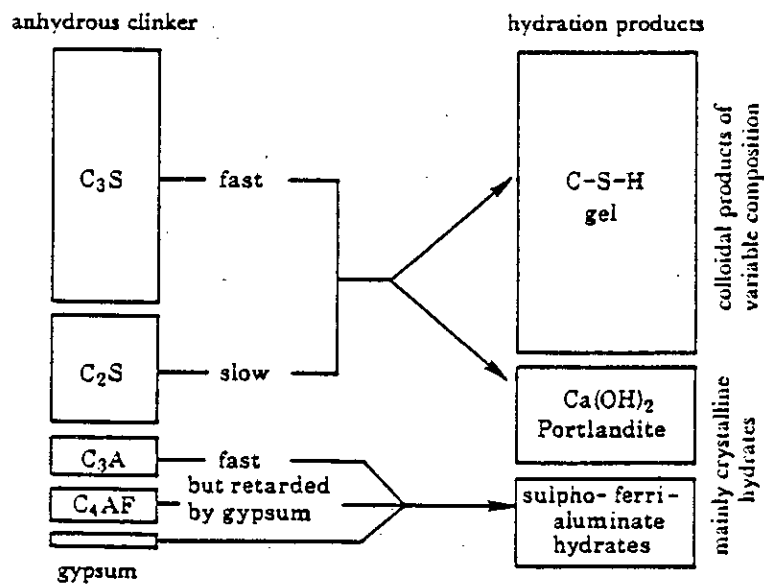 anhydrous clinker
hydration products
C₃S
fast
C-S-H
gel
colloidal products of
variable composition
C₂S
slow
Ca(OH)₂
Portlandite
C₃A
fast
but retarded
by gypsum
C₄AF
sulpho-ferri-
aluminate
hydrates
mainly crystalline
hydrates
gypsum